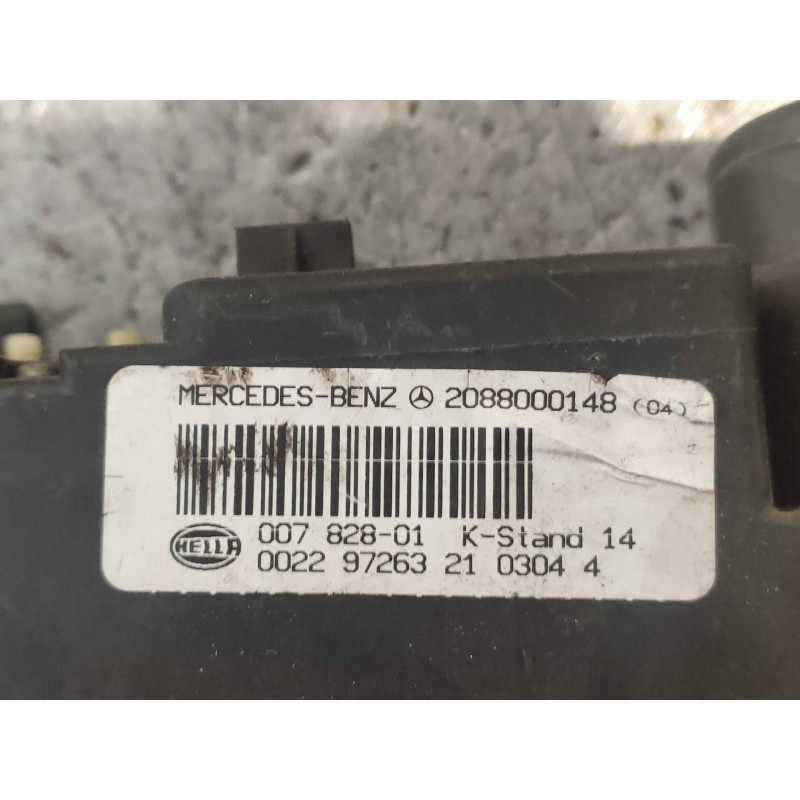 MERCEDES-BENZ 2088000148 (04)
HELLA
007 828-01 K-Stand 14
0022 97263 21 0304 4